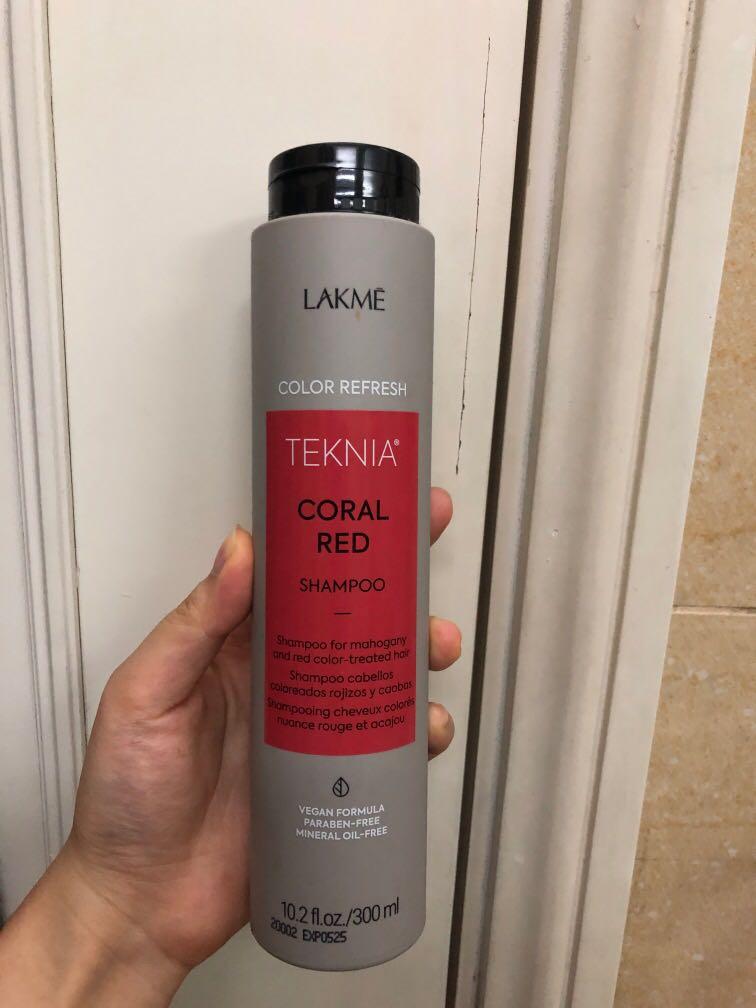 LAKMĒ
COLOR REFRESH
TEKNIA®
CORAL
RED
SHAMPOO
Shampoo for mahogany
and red color-treated hair
Shampoo cabellos
coloreados rojizos y caobas
Shampooing cheveux colorés
nuance rouge et acajou
VEGAN FORMULA
PARABEN-FREE
MINERAL OIL-FREE
10.2 fl.oz./300 ml
20002 EXP0525